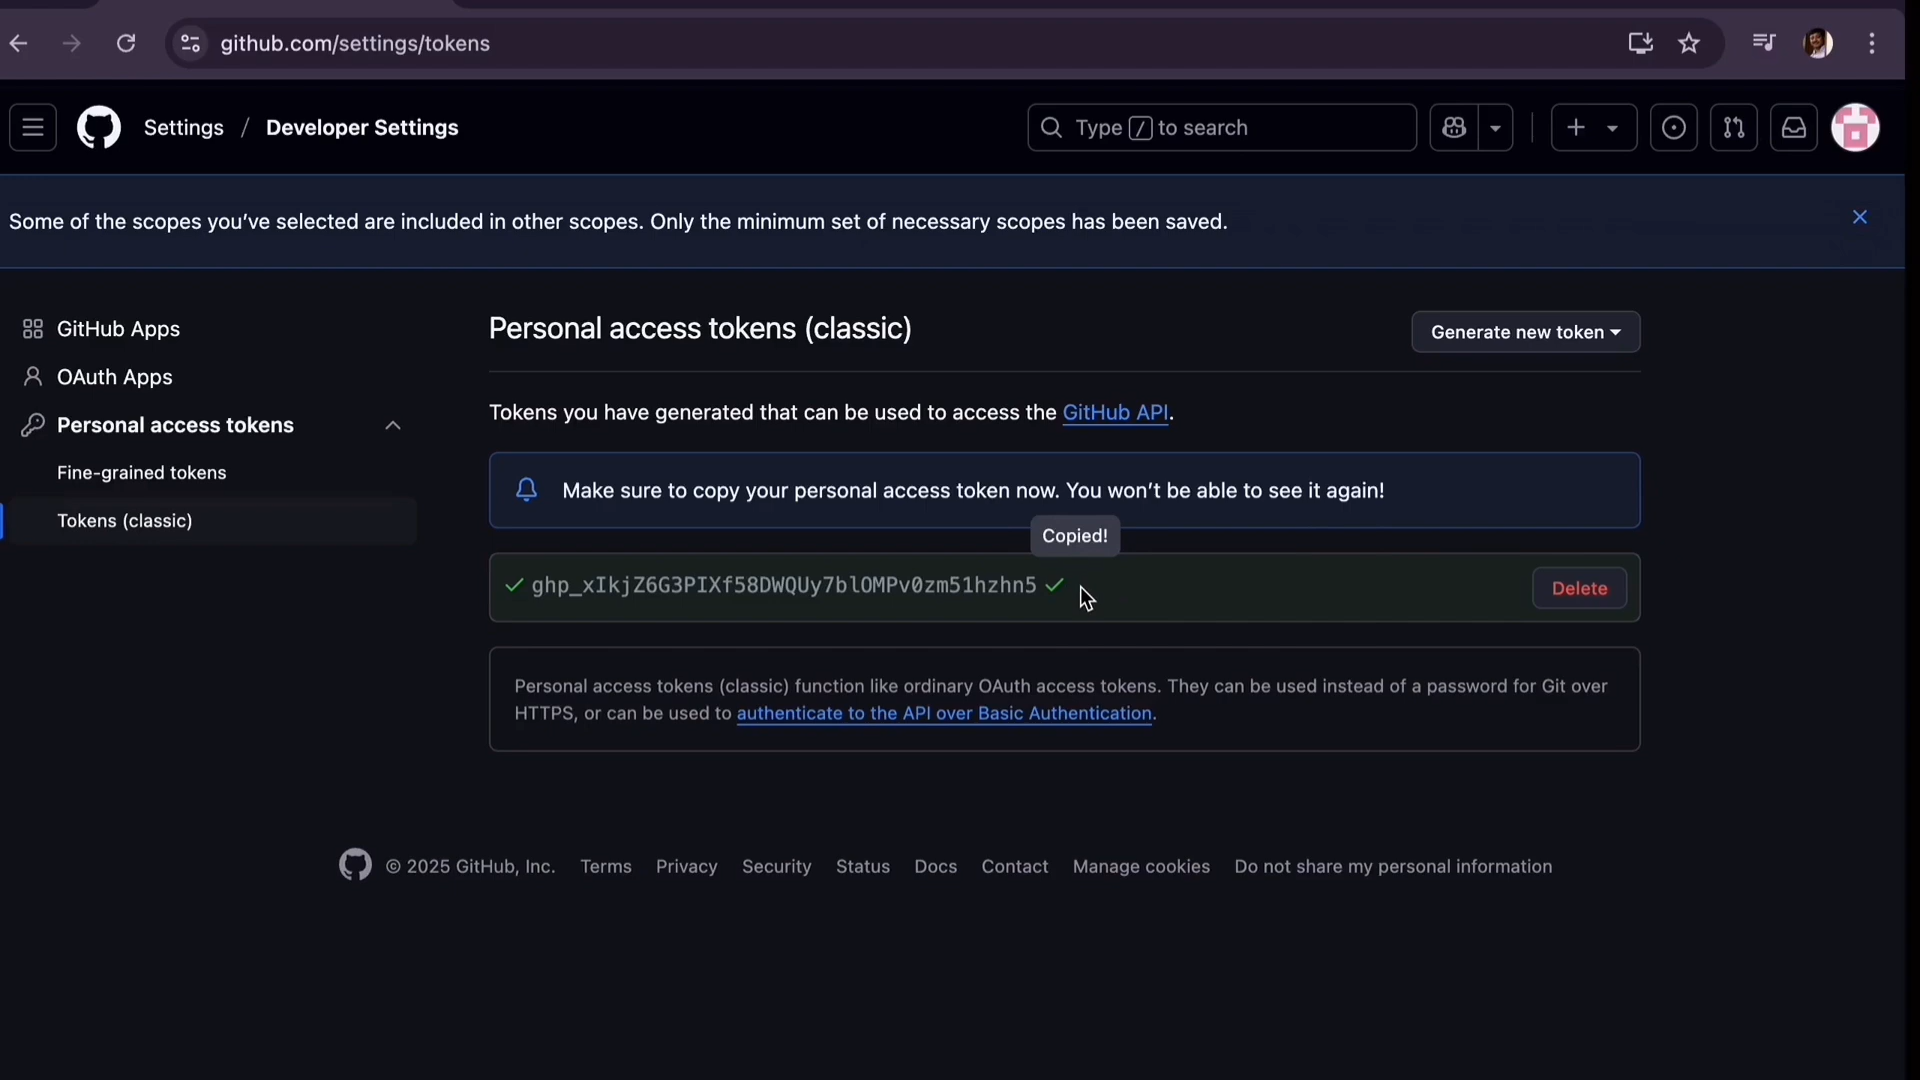 github.com/settings/tokens
Settings / Developer Settings
Type / to search
Some of the scopes you've selected are included in other scopes. Only the minimum set of necessary scopes has been saved.
GitHub Apps
OAuth Apps
Personal access tokens
Fine-grained tokens
Tokens (classic)
Personal access tokens (classic)
Generate new token
Tokens you have generated that can be used to access the GitHub API.
Make sure to copy your personal access token now. You won't be able to see it again!
Copied!
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
Delete
Personal access tokens (classic) function like ordinary OAuth access tokens. They can be used instead of a password for Git over
HTTPS, or can be used to authenticate to the API over Basic Authentication.
© 2025 GitHub, Inc. Terms Privacy Security Status Docs Contact Manage cookies Do not share my personal information